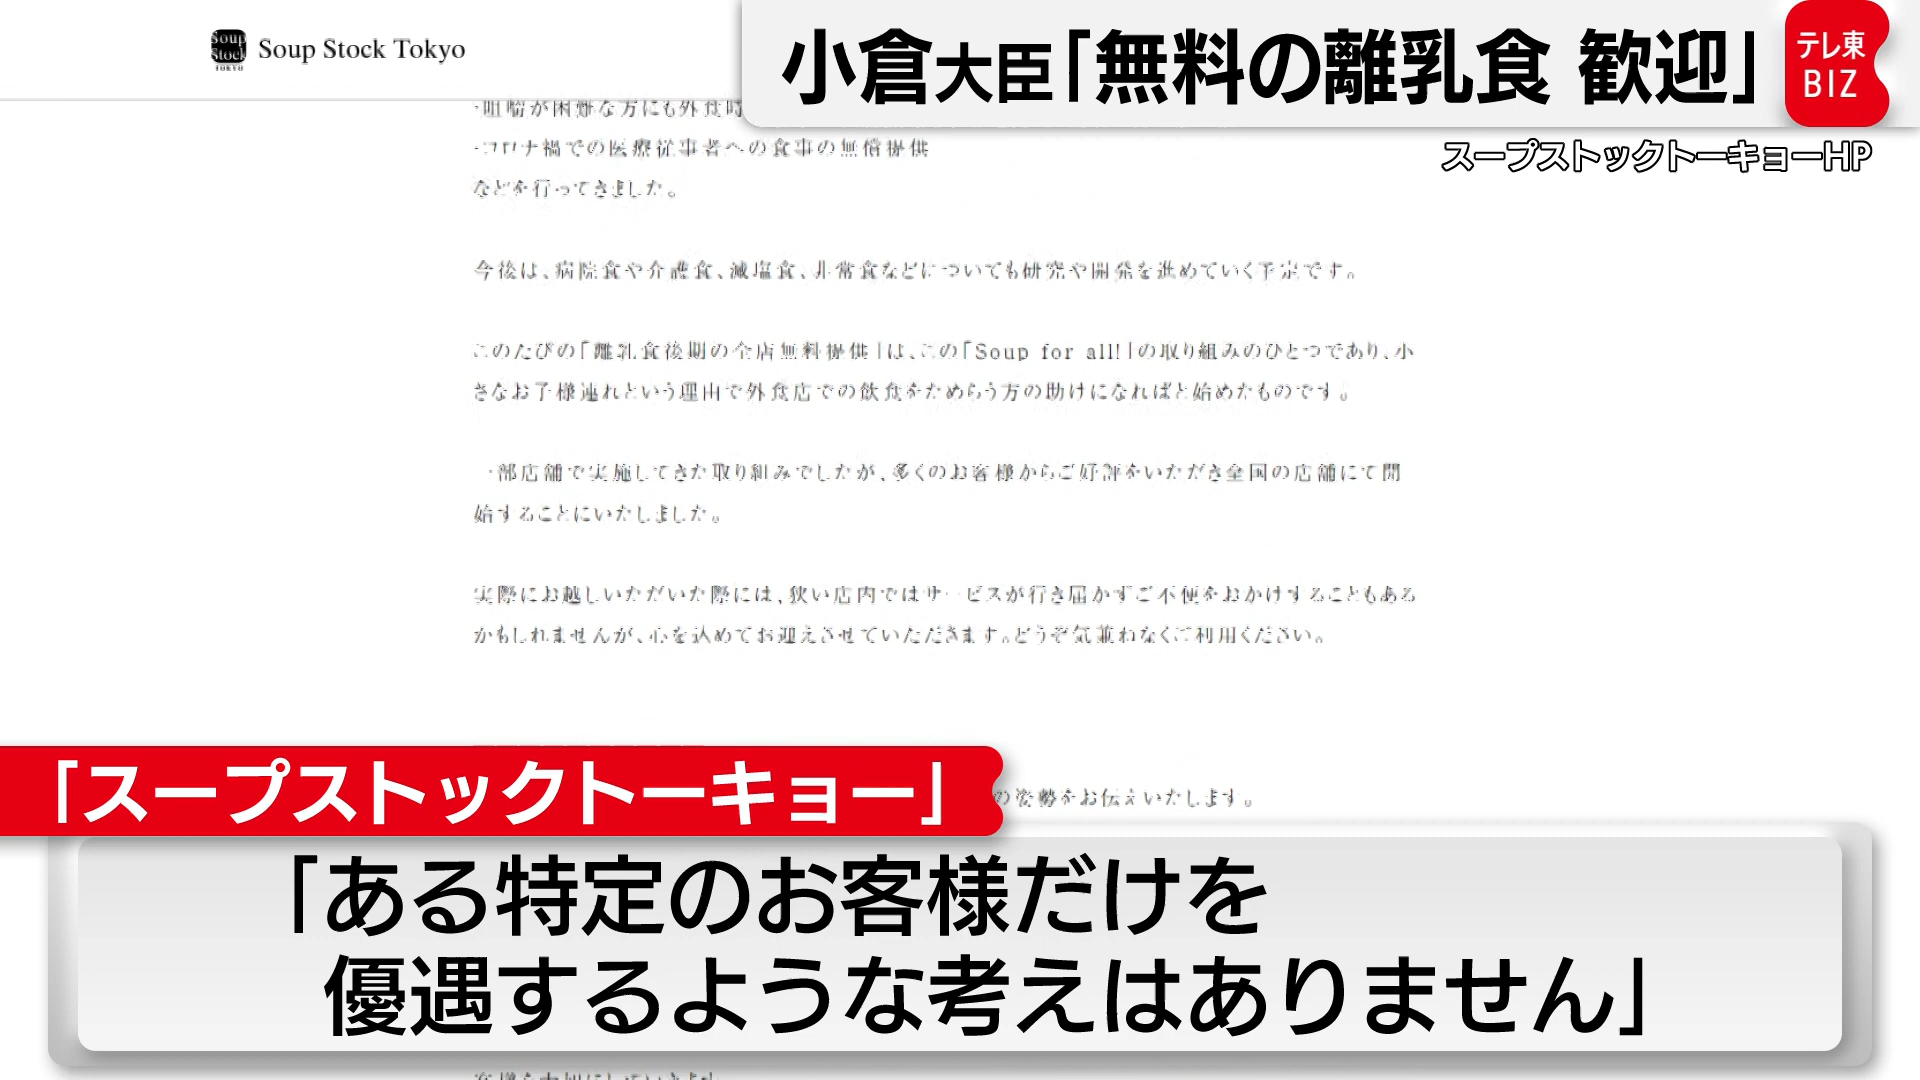 Soup Stock TOKYO
Soup Stock Tokyo
小倉大臣「無料の離乳食 歓迎」
テレ東
BIZ
スープストックトーキョーHP
・咀嚼が困難な方にも外食時
・コロナ禍での医療従事者への食事の無償提供
などを行ってきました。
今後は、病院食や介護食、減塩食、非常食などについても研究や開発を進めていく予定です。
このたびの「離乳食後期の全店無料提供」は、この「Soup for all!」の取り組みのひとつであり、小
さなお子様連れという理由で外食店での飲食をためらう方の助けになればと始めたものです。
一部店舗で実施してきた取り組みでしたが、多くのお客様からご好評をいただき全国の店舗にて開
始することにいたしました。
実際にお越しいただいた際には、狭い店内ではサービスが行き届かずご不便をおかけすることもある
かもしれませんが、心を込めてお迎えさせていただきます。どうぞ気兼ねなくご利用ください。
「スープストックトーキョー」
の姿勢をお伝えいたします。
「ある特定のお客様だけを
優遇するような考えはありません」